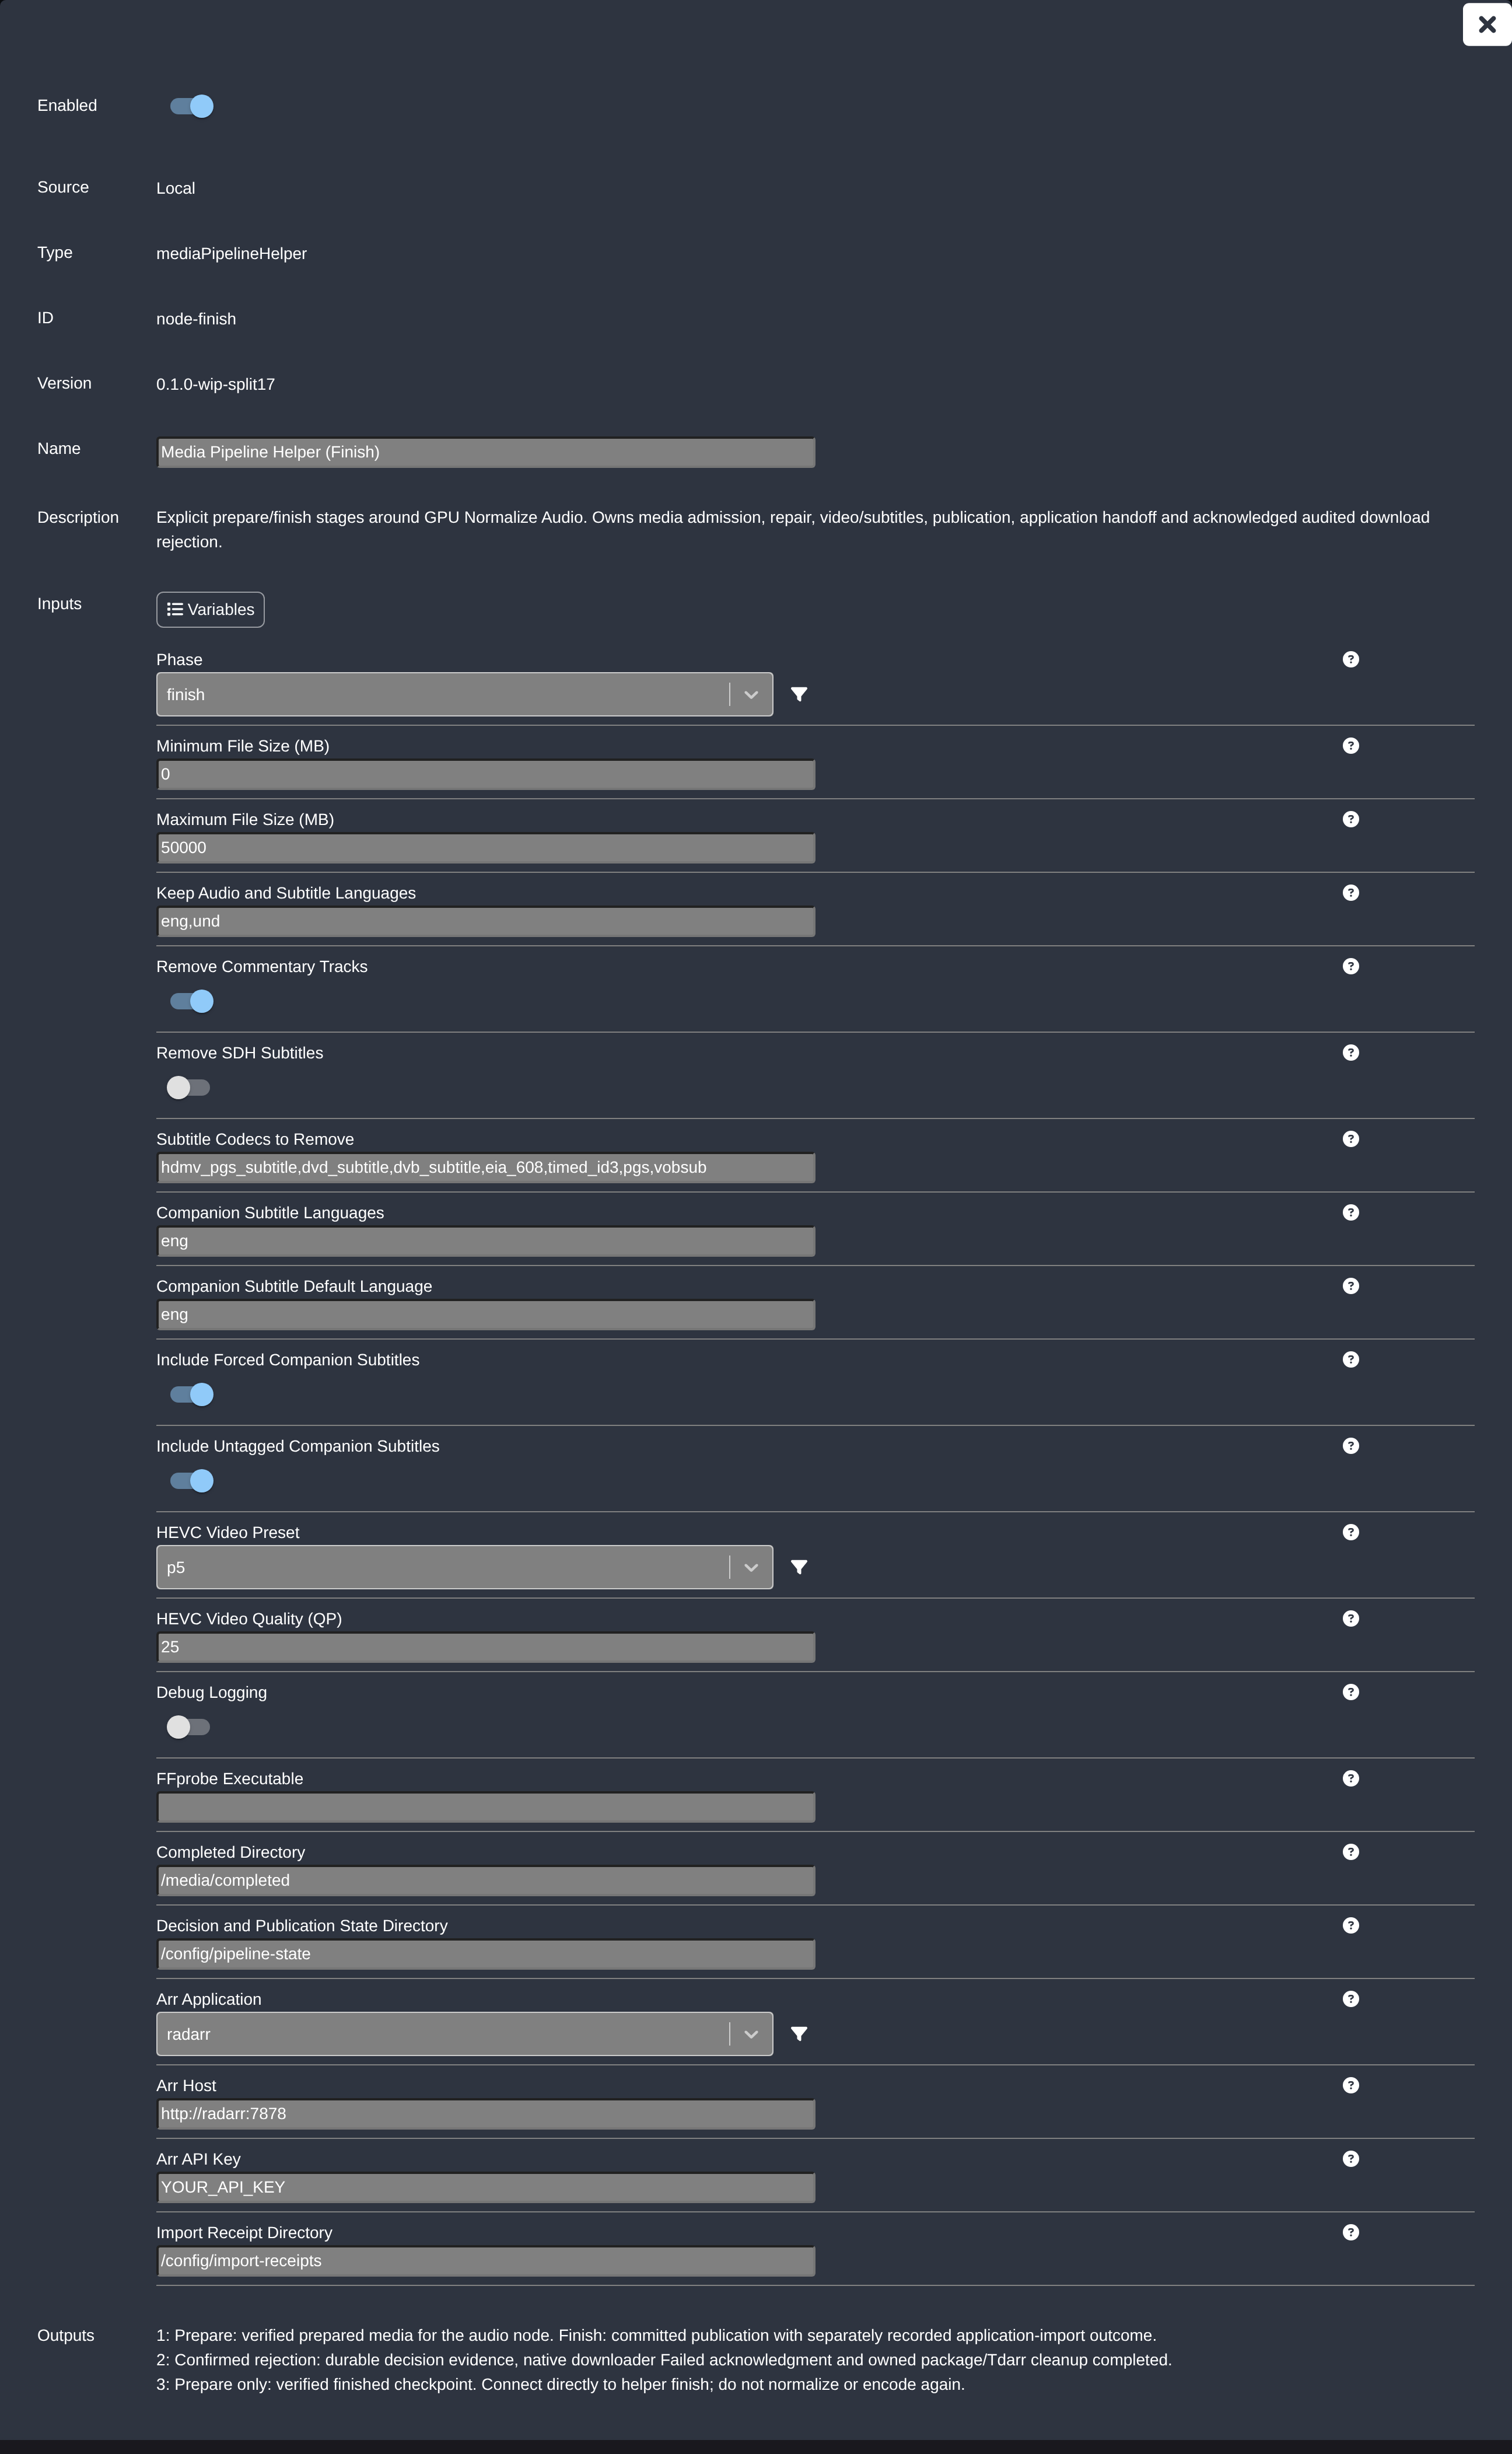 Enabled
Source Local
Type mediaPipelineHelper
ID node-finish
Version 0.1.0-wip-split17
Name Media Pipeline Helper (Finish)
Description Explicit prepare/finish stages around GPU Normalize Audio. Owns media admission, repair, video/subtitles, publication, application handoff and acknowledged audited download
rejection.
Inputs Variables
Phase
finish
Minimum File Size (MB)
0
Maximum File Size (MB)
50000
Keep Audio and Subtitle Languages
eng,und
Remove Commentary Tracks
Remove SDH Subtitles
Subtitle Codecs to Remove
hdmv_pgs_subtitle,dvd_subtitle,dvb_subtitle,eia_608,timed_id3,pgs,vobsub
Companion Subtitle Languages
eng
Companion Subtitle Default Language
eng
Include Forced Companion Subtitles
Include Untagged Companion Subtitles
HEVC Video Preset
p5
HEVC Video Quality (QP)
25
Debug Logging
FFprobe Executable
Completed Directory
/media/completed
Decision and Publication State Directory
/config/pipeline-state
Arr Application
radarr
Arr Host
http://radarr:7878
Arr API Key
YOUR_API_KEY
Import Receipt Directory
/config/import-receipts
Outputs 1: Prepare: verified prepared media for the audio node. Finish: committed publication with separately recorded application-import outcome.
2: Confirmed rejection: durable decision evidence, native downloader Failed acknowledgment and owned package/Tdarr cleanup completed.
3: Prepare only: verified finished checkpoint. Connect directly to helper finish; do not normalize or encode again.